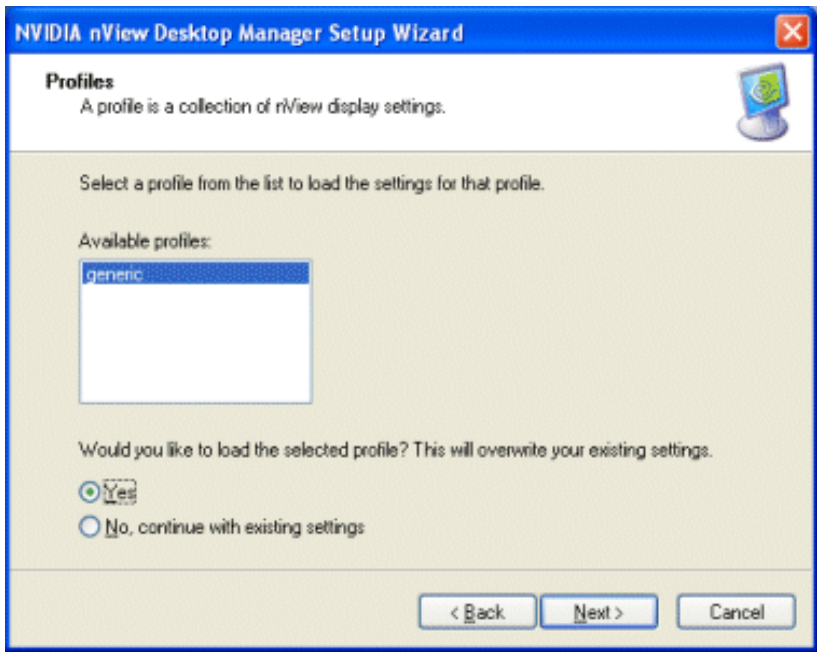 NVIDIA nView Desktop Manager Setup Wizard
Profiles
A profile is a collection of nView display settings.
Select a profile from the list to load the settings for that profile.
Available profiles:
generic
Would you like to load the selected profile? This will overwrite your existing settings.
Yes
No, continue with existing settings
< Back
Next >
Cancel